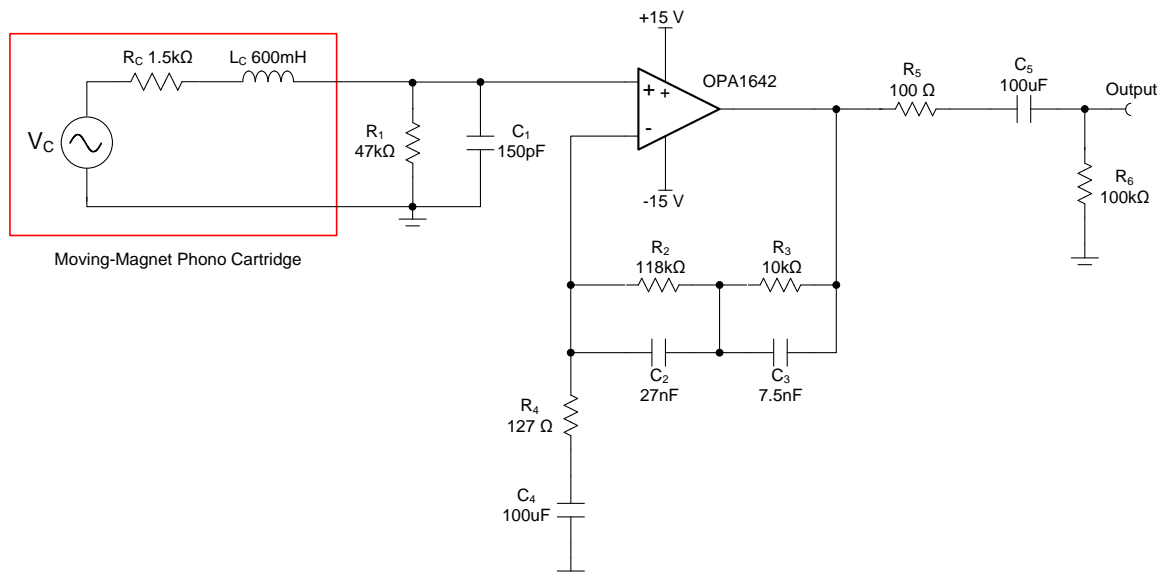 +15 V
R_C 1.5kΩ
L_C 600mH
OPA1642
R_5
100 Ω
C_5
100uF
Output
+
+
-
V_C
R_1
47kΩ
C_1
150pF
-15 V
R_6
100kΩ
Moving-Magnet Phono Cartridge
R_2
118kΩ
R_3
10kΩ
C_2
27nF
C_3
7.5nF
R_4
127 Ω
C_4
100uF